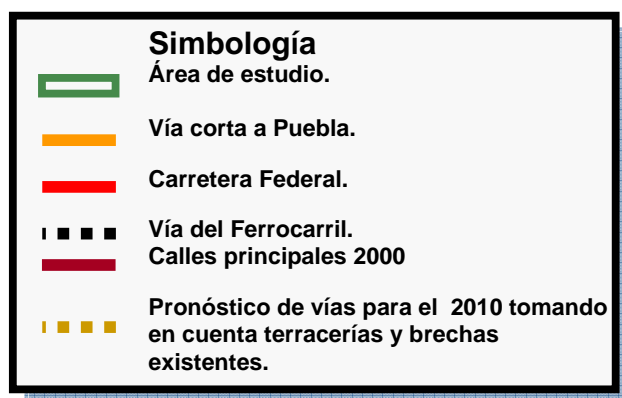 Simbología
Área de estudio.
Vía corta a Puebla.
Carretera Federal.
Vía del Ferrocarril.
Calles principales 2000
Pronóstico de vías para el 2010 tomando
en cuenta terracerías y brechas
existentes.